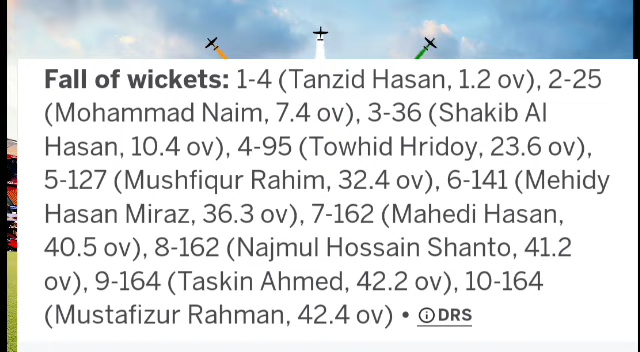 Fall of wickets: 1-4 (Tanzid Hasan, 1.2 ov), 2-25
(Mohammad Naim, 7.4 ov), 3-36 (Shakib Al
Hasan, 10.4 ov), 4-95 (Towhid Hridoy, 23.6 ov),
5-127 (Mushfiqur Rahim, 32.4 ov), 6-141 (Mehidy
Hasan Miraz, 36.3 ov), 7-162 (Mahedi Hasan,
40.5 ov), 8-162 (Najmul Hossain Shanto, 41.2
ov), 9-164 (Taskin Ahmed, 42.2 ov), 10-164
(Mustafizur Rahman, 42.4 ov) • ⓘ DRS